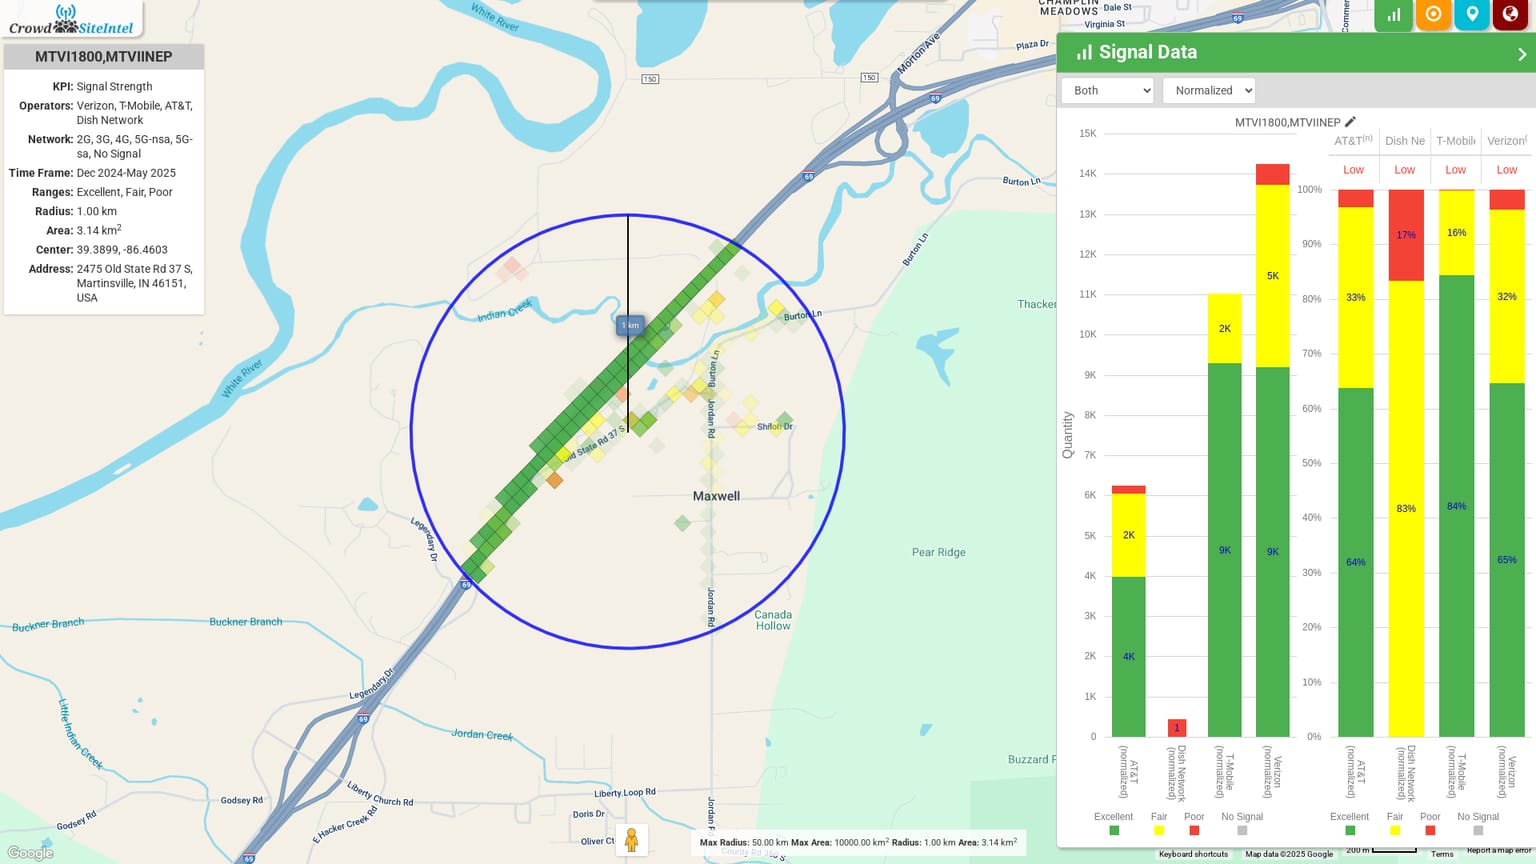 CrowdSiteIntel
MTVI1800,MTVIINEP
KPI: Signal Strength
Operators: Verizon, T-Mobile, AT&T,
Dish Network
Network: 2G, 3G, 4G, 5G-nsa, 5G-
sa, No Signal
Time Frame: Dec 2024-May 2025
Ranges: Excellent, Fair, Poor
Radius: 1.00 km
Area: 3.14 km2
Center: 39.3899, -86.4603
Address: 2475 Old State Rd 37 S,
Martinsville, IN 46151,
USA
White River
150
150
Morton Ave
CHAMPLIN
MEADOWS
Dale St
Virginia St
Plaza Dr
69
69
69
Burton Ln
Burton Ln
Thacker
Indian Creek
1 km
Burton Ln
Burton Ln
White River
Jordan Rd
Shiloh Dr
Old State Rd 37 S
Maxwell
Legendary Dr
Pear Ridge
69
Jordan Rd
Canada
Hollow
Buckner Branch
Buckner Branch
Legendary Dr
69
Little Indian Creek
Jordan Creek
Buzzard
Liberty Church Rd
Liberty Loop Rd
Godsey Rd
Godsey Rd
E Hacker Creek Rd
Doris Dr
Jordan R
Oliver Ct
69
Google
Max Radius: 50.00 km Max Area: 10000.00 km2 Radius: 1.00 km Area: 3.14 km2
Keyboard shortcuts
Map data ©2025 Google
200 m
Terms
Report a map error
Signal Data
Both
Normalized
MTVI1800,MTVIINEP
Quantity
15K
14K
13K
12K
11K
10K
9K
8K
7K
6K
5K
4K
3K
2K
1K
0
2K
4K
1
2K
9K
5K
9K
AT&T
(normalized)
Dish Network
(normalized)
T-Mobile
(normalized)
Verizon
(normalized)
Excellent
Fair
Poor
No Signal
AT&T(n)
Dish Ne
T-Mobile
Verizon(
Low
Low
Low
Low
100%
90%
80%
70%
60%
50%
40%
30%
20%
10%
0%
33%
64%
17%
83%
16%
84%
32%
65%
AT&T
(normalized)
Dish Network
(normalized)
T-Mobile
(normalized)
Verizon
(normalized)
Excellent
Fair
Poor
No Signal